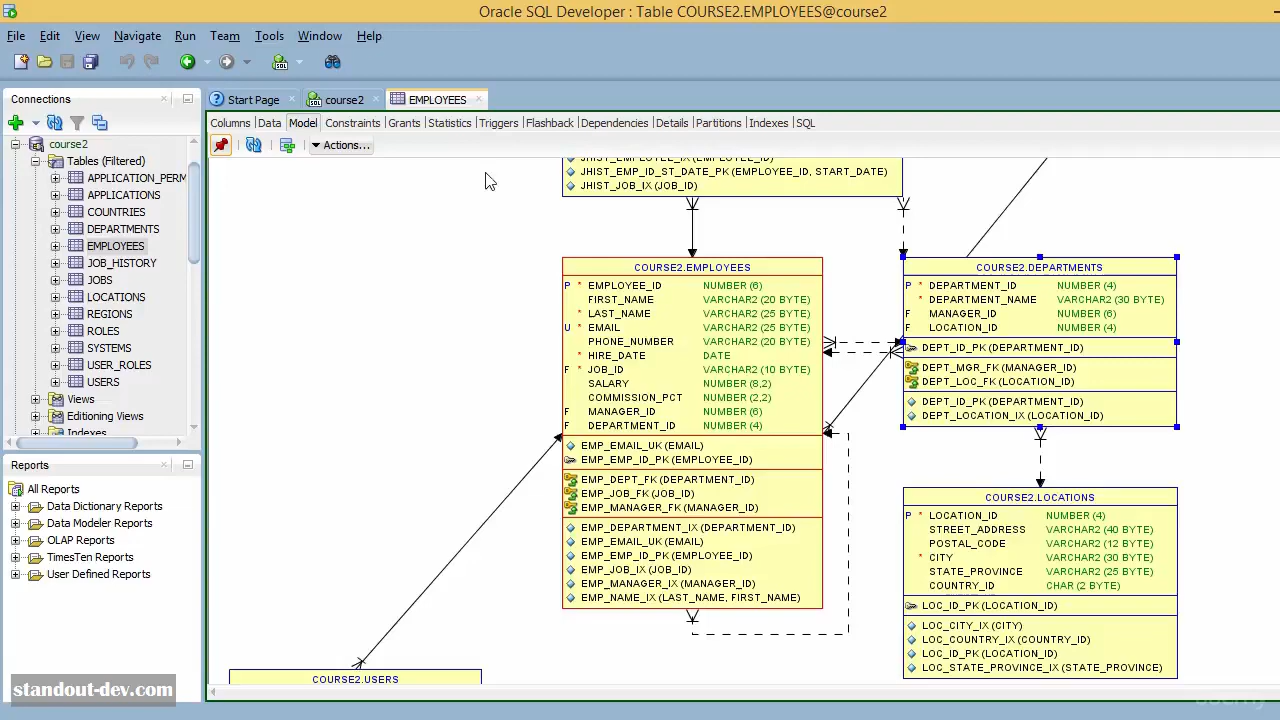 Oracle SQL Developer : Table COURSE2.EMPLOYEES@course2
File Edit View Navigate Run Team Tools Window Help
Connections
course2
Tables (Filtered)
APPLICATION_PERM
APPLICATIONS
COUNTRIES
DEPARTMENTS
EMPLOYEES
JOB_HISTORY
JOBS
LOCATIONS
REGIONS
ROLES
SYSTEMS
USER_ROLES
USERS
Views
Editioning Views
Indexes
Reports
All Reports
Data Dictionary Reports
Data Modeler Reports
OLAP Reports
TimesTen Reports
User Defined Reports
standout-dev.com
Start Page course2 EMPLOYEES
Columns Data Model Constraints Grants Statistics Triggers Flashback Dependencies Details Partitions Indexes SQL
Actions...
JHIST_EMPLOYEE_IX (EMPLOYEE_ID)
JHIST_EMP_ID_ST_DATE_PK (EMPLOYEE_ID, START_DATE)
JHIST_JOB_IX (JOB_ID)
COURSE2.EMPLOYEES
P * EMPLOYEE_ID NUMBER (6)
FIRST_NAME VARCHAR2 (20 BYTE)
* LAST_NAME VARCHAR2 (25 BYTE)
U * EMAIL VARCHAR2 (25 BYTE)
PHONE_NUMBER VARCHAR2 (20 BYTE)
* HIRE_DATE DATE
F * JOB_ID VARCHAR2 (10 BYTE)
SALARY NUMBER (8,2)
COMMISSION_PCT NUMBER (2,2)
F MANAGER_ID NUMBER (6)
F DEPARTMENT_ID NUMBER (4)
EMP_EMAIL_UK (EMAIL)
EMP_EMP_ID_PK (EMPLOYEE_ID)
EMP_DEPT_FK (DEPARTMENT_ID)
EMP_JOB_FK (JOB_ID)
EMP_MANAGER_FK (MANAGER_ID)
EMP_DEPARTMENT_IX (DEPARTMENT_ID)
EMP_EMAIL_UK (EMAIL)
EMP_EMP_ID_PK (EMPLOYEE_ID)
EMP_JOB_IX (JOB_ID)
EMP_MANAGER_IX (MANAGER_ID)
EMP_NAME_IX (LAST_NAME, FIRST_NAME)
COURSE2.DEPARTMENTS
P * DEPARTMENT_ID NUMBER (4)
* DEPARTMENT_NAME VARCHAR2 (30 BYTE)
F MANAGER_ID NUMBER (6)
F LOCATION_ID NUMBER (4)
DEPT_ID_PK (DEPARTMENT_ID)
DEPT_MGR_FK (MANAGER_ID)
DEPT_LOC_FK (LOCATION_ID)
DEPT_ID_PK (DEPARTMENT_ID)
DEPT_LOCATION_IX (LOCATION_ID)
COURSE2.LOCATIONS
P * LOCATION_ID NUMBER (4)
STREET_ADDRESS VARCHAR2 (40 BYTE)
POSTAL_CODE VARCHAR2 (12 BYTE)
* CITY VARCHAR2 (30 BYTE)
STATE_PROVINCE VARCHAR2 (25 BYTE)
COUNTRY_ID CHAR (2 BYTE)
LOC_ID_PK (LOCATION_ID)
LOC_CITY_IX (CITY)
LOC_COUNTRY_IX (COUNTRY_ID)
LOC_ID_PK (LOCATION_ID)
LOC_STATE_PROVINCE_IX (STATE_PROVINCE)
COURSE2.USERS